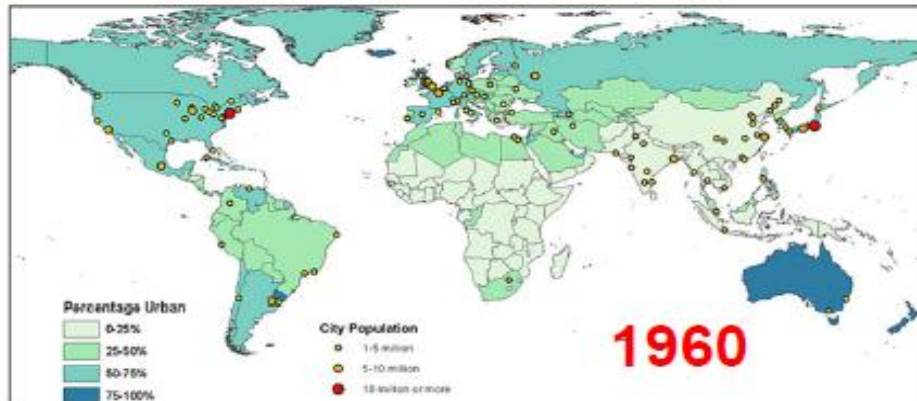 Percentage Urban
0-25%
25-50%
50-75%
75-100%
City Population
1-5 million
5-10 million
10 million or more
1960